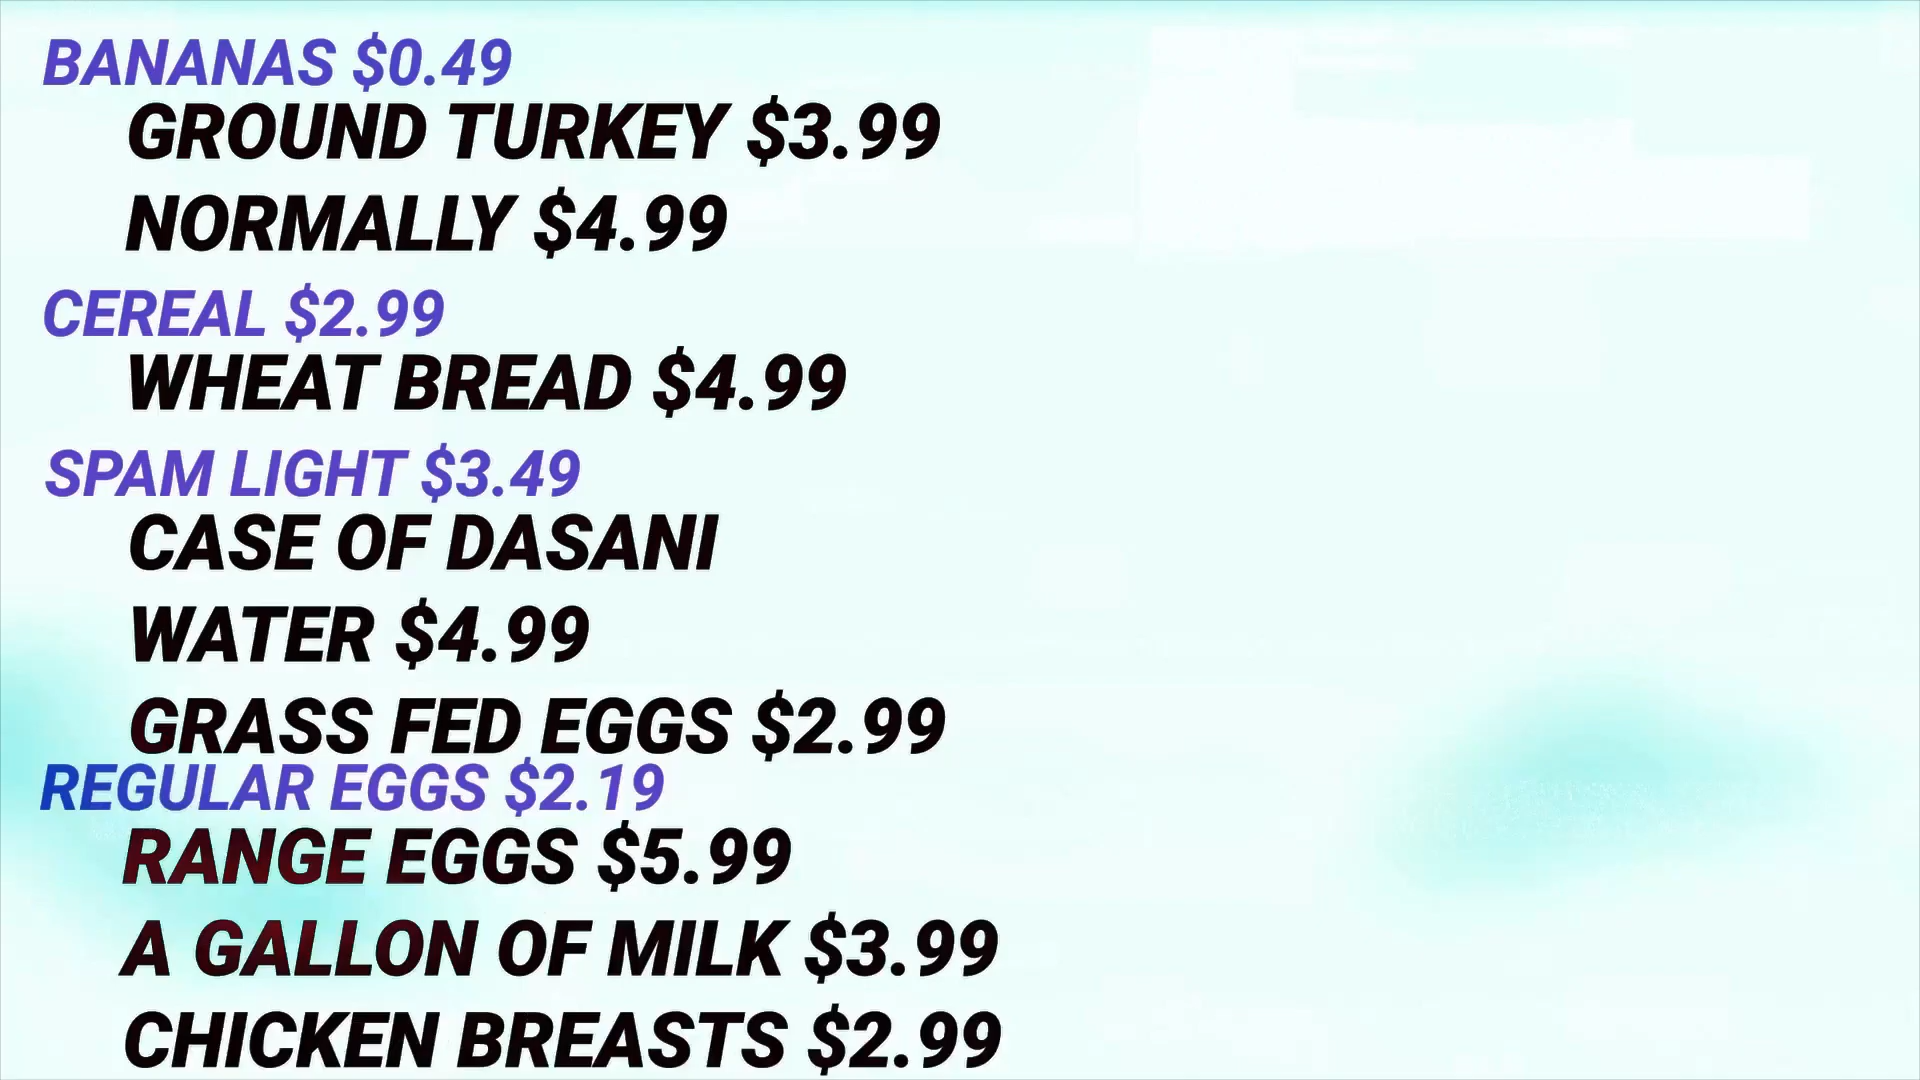 BANANAS $0.49
GROUND TURKEY $3.99
NORMALLY $4.99
CEREAL $2.99
WHEAT BREAD $4.99
SPAM LIGHT $3.49
CASE OF DASANI
WATER $4.99
GRASS FED EGGS $2.99
REGULAR EGGS $2.19
RANGE EGGS $5.99
A GALLON OF MILK $3.99
CHICKEN BREASTS $2.99